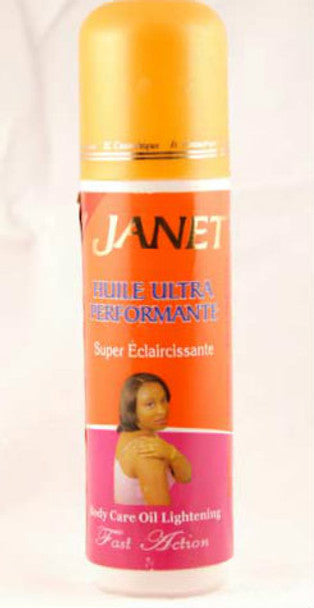 JANET
HUILE ULTRA
PERFORMANTE
Super Éclaircissante
Body Care Oil Lightening
Fast Action